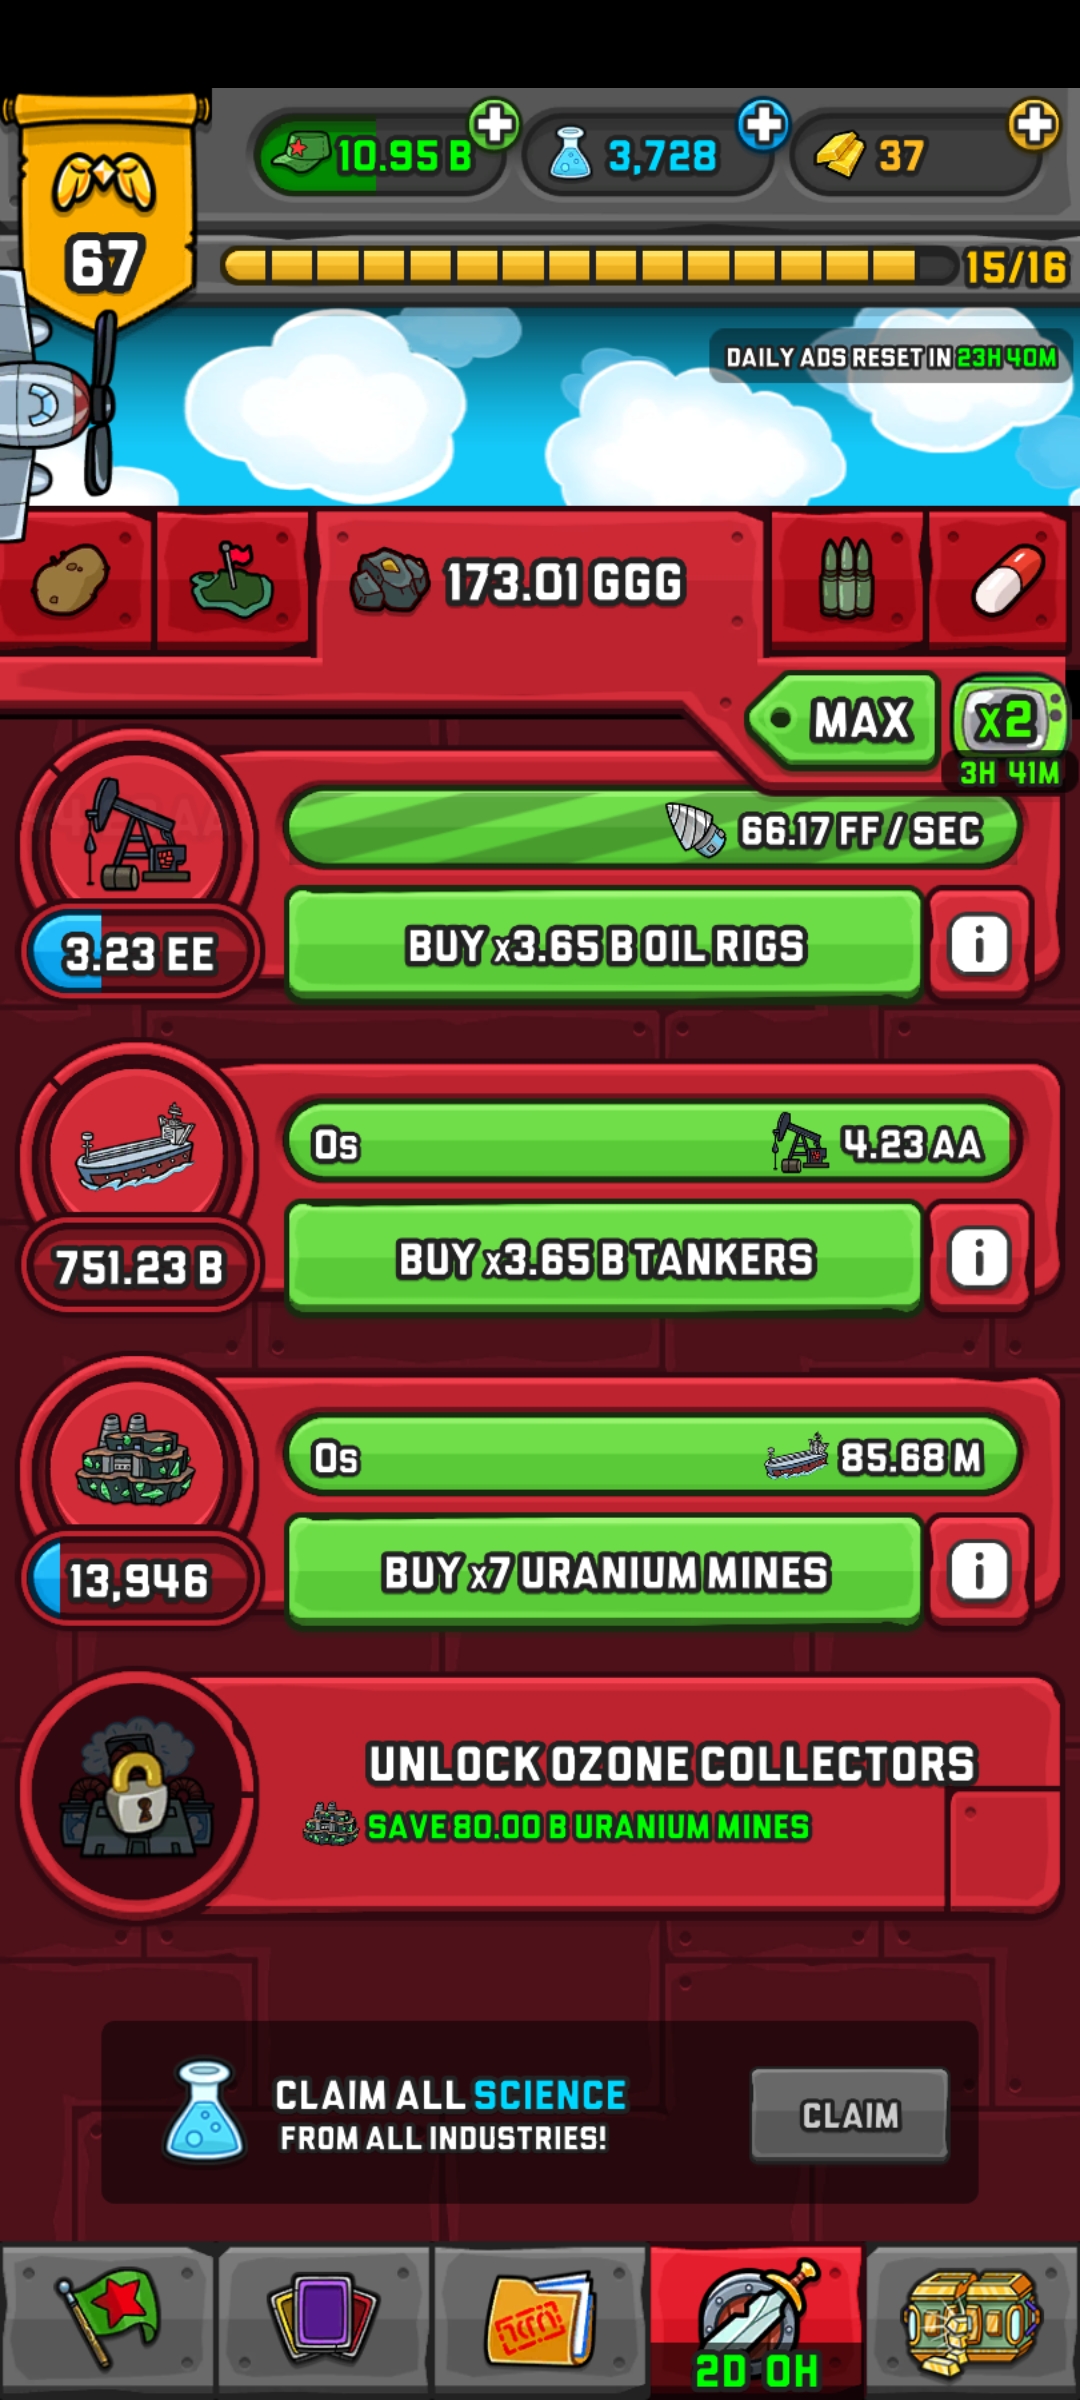 10.95 B
3,728
37
67
15/16
DAILY ADS RESET IN 23H 40M
173.01 GGG
MAX
x2
3H 41M
66.17 FF / SEC
3.23 EE
BUY x3.65 B OIL RIGS
i
0s
4.23 AA
751.23 B
BUY x3.65 B TANKERS
i
0s
85.68 M
13,946
BUY x7 URANIUM MINES
i
UNLOCK OZONE COLLECTORS
SAVE 80.00 B URANIUM MINES
CLAIM ALL SCIENCE
FROM ALL INDUSTRIES!
CLAIM
2D 0H